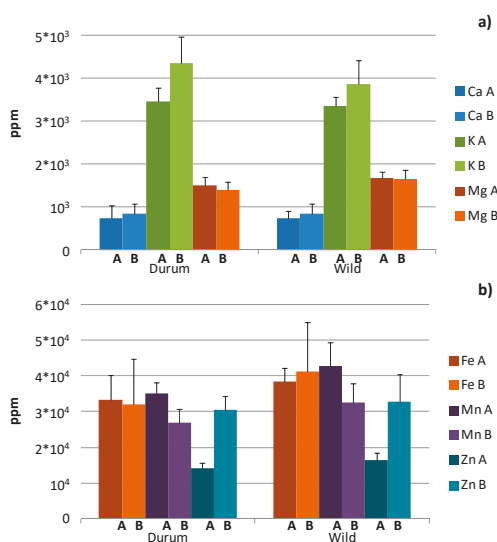 a)
5*10³
4*10³
3*10³
2*10³
10³
0
ppm
A B A B A B A B A B A B
Durum Wild
Ca A
Ca B
K A
K B
Mg A
Mg B
b)
6*10⁴
5*10⁴
4*10⁴
3*10⁴
2*10⁴
10⁴
0
ppm
A B A B A B A B A B A B
Durum Wild
Fe A
Fe B
Mn A
Mn B
Zn A
Zn B